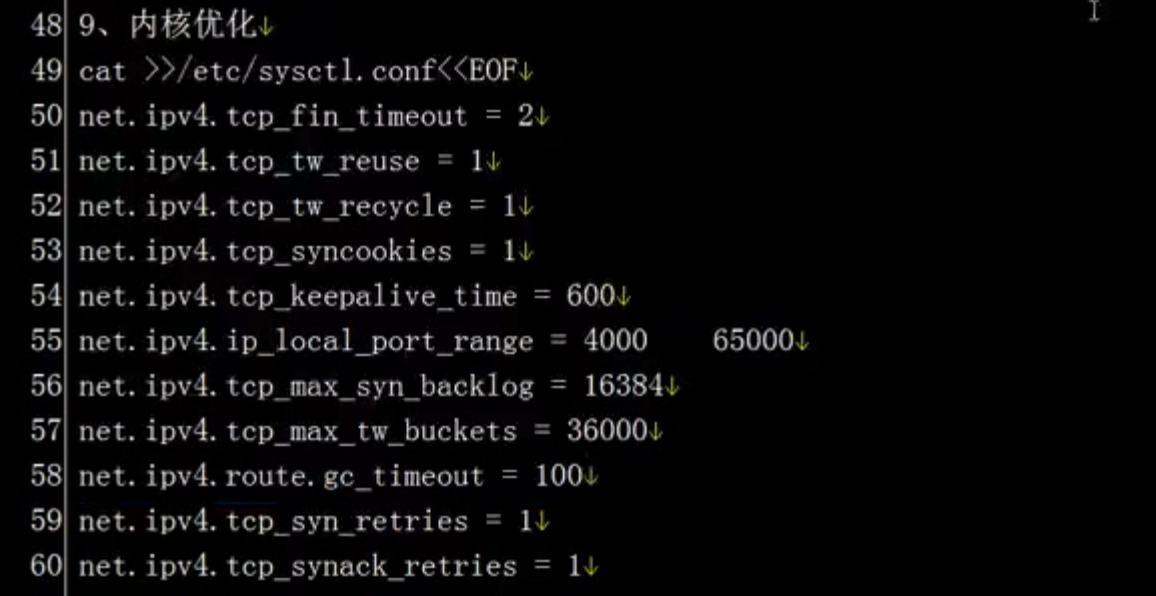 48 9、内核优化↓
49 cat >>/etc/sysctl.conf<<EOF↓
50 net.ipv4.tcp_fin_timeout = 2↓
51 net.ipv4.tcp_tw_reuse = 1↓
52 net.ipv4.tcp_tw_recycle = 1↓
53 net.ipv4.tcp_syncookies = 1↓
54 net.ipv4.tcp_keepalive_time = 600↓
55 net.ipv4.ip_local_port_range = 4000    65000↓
56 net.ipv4.tcp_max_syn_backlog = 16384↓
57 net.ipv4.tcp_max_tw_buckets = 36000↓
58 net.ipv4.route.gc_timeout = 100↓
59 net.ipv4.tcp_syn_retries = 1↓
60 net.ipv4.tcp_synack_retries = 1↓